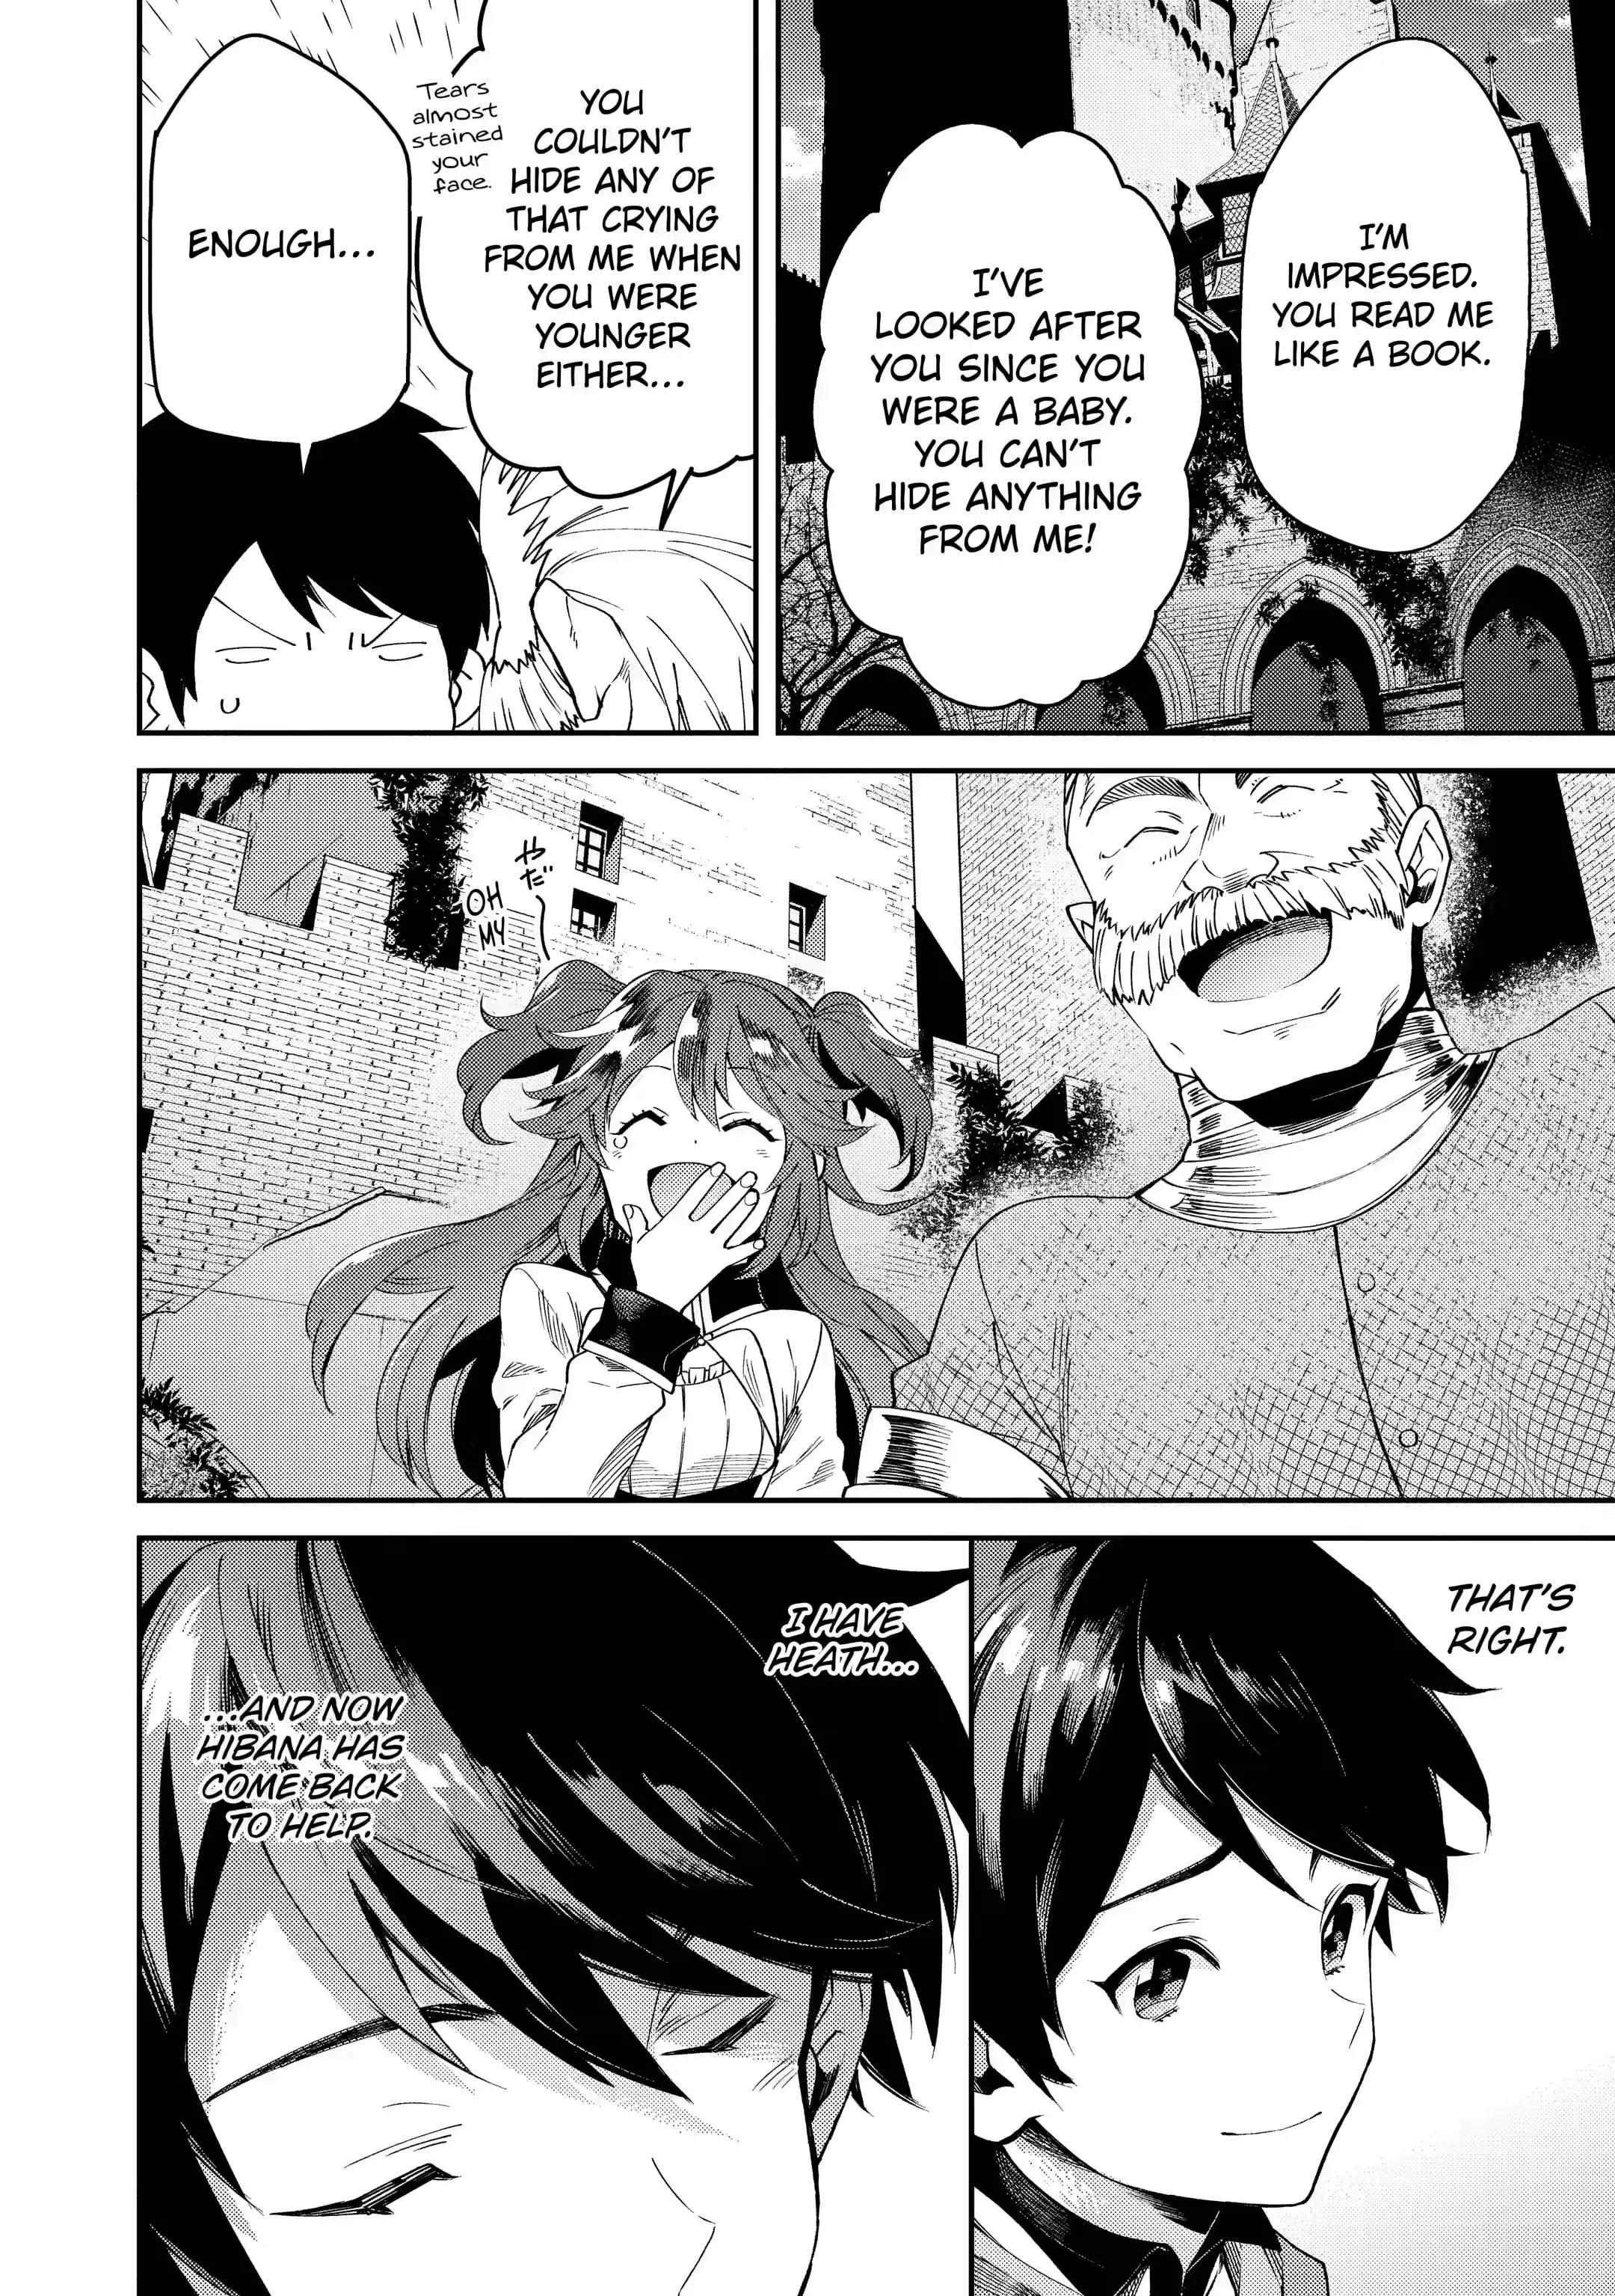 I'M
IMPRESSED.
YOU READ ME
LIKE A BOOK.
I'VE
LOOKED AFTER
YOU SINCE YOU
WERE A BABY.
YOU CAN'T
HIDE ANYTHING
FROM ME!
YOU
COULDN'T
HIDE ANY OF
THAT CRYING
FROM ME WHEN
YOU WERE
YOUNGER
EITHER...
Tears
almost
stained
your
face.
ENOUGH...
OH
MY
THAT'S
RIGHT.
I HAVE
HEATH...
...AND NOW
HIBANA HAS
COME BACK
TO HELP.